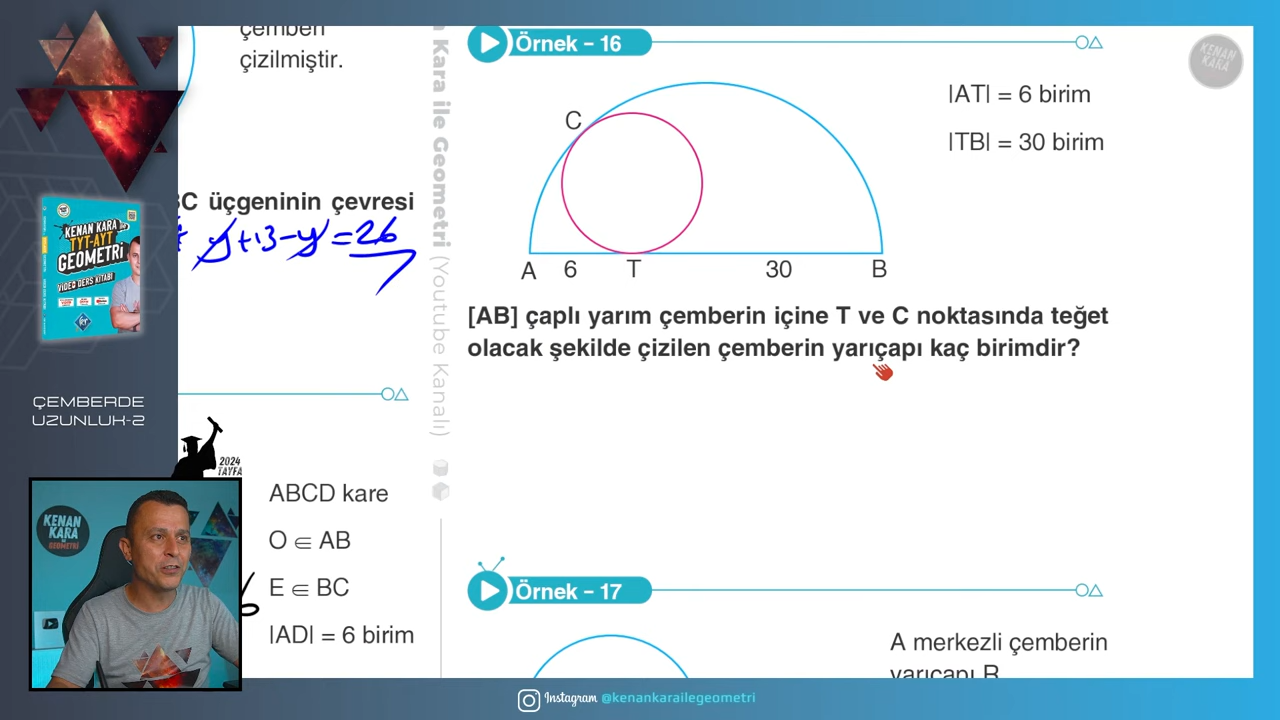 çemberi
çizilmiştir.
BC üçgeninin çevresi
y+13-y=26
KENAN KARA
TYT-AYT
GEOMETRİ
VİDEO DERS KİTABI
ÇEMBERDE
UZUNLUK-2
2024
TAYFA
ABCD kare
O ∈ AB
E ∈ BC
|AD| = 6 birim
KENAN
KARA
GEOMETRİ
Kara ile Geometri (Youtube Kanalı)
Örnek – 16
KENAN
KARA
|AT| = 6 birim
|TB| = 30 birim
C
A 6 T 30 B
[AB] çaplı yarım çemberin içine T ve C noktasında teğet
olacak şekilde çizilen çemberin yarıçapı kaç birimdir?
Örnek – 17
A merkezli çemberin
yarıçapı R
Instagram @kenankarailegeometri